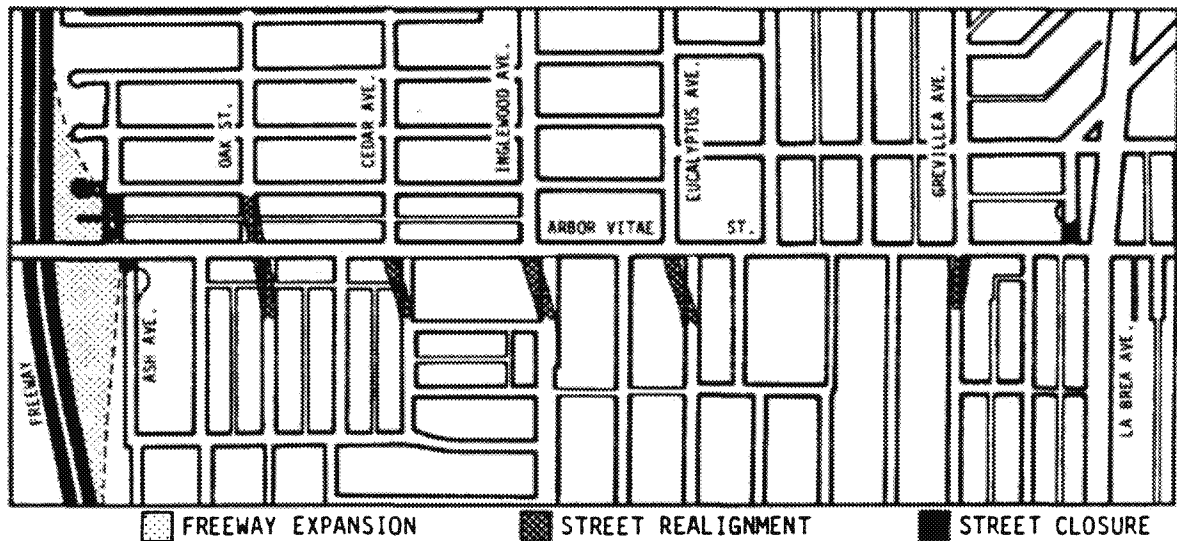 OAK ST.
CEDAR AVE.
INGLEWOOD AVE.
EUCALYPTUS AVE.
GREVILLEA AVE.
ARBOR VITAE ST.
FREEWAY
ASH AVE.
LA BREA AVE.
FREEWAY EXPANSION
STREET REALIGNMENT
STREET CLOSURE